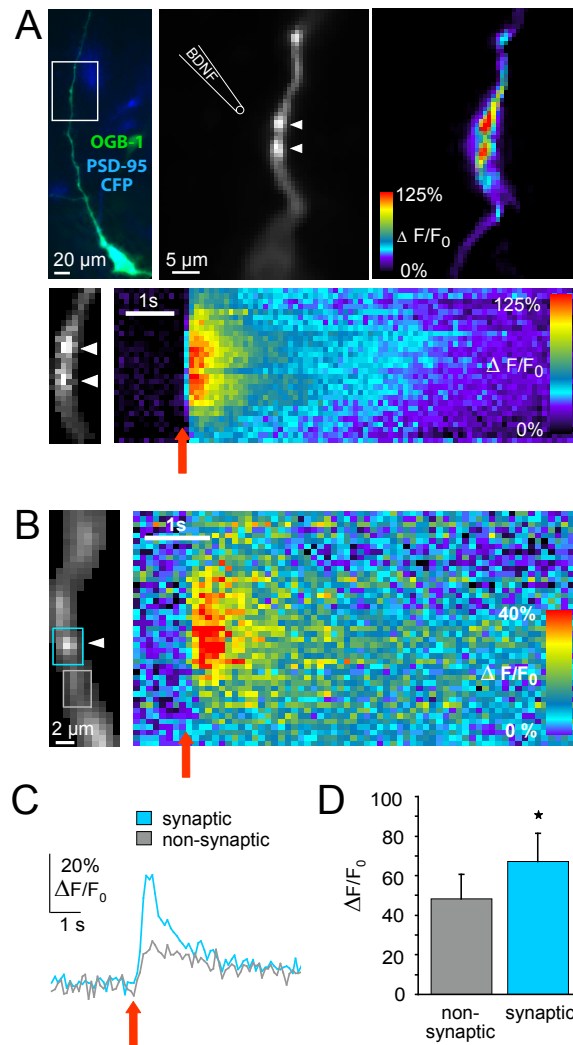 A
OGB-1
PSD-95
CFP
20 µm
BDNF
5 µm
125%
Δ F/F0
0%
1s
125%
Δ F/F0
0%
B
2 µm
1s
40%
Δ F/F0
0 %
C
synaptic
non-synaptic
20%
ΔF/F0
1 s
D
100
80
60
40
20
0
ΔF/F0
★
non-
synaptic
synaptic